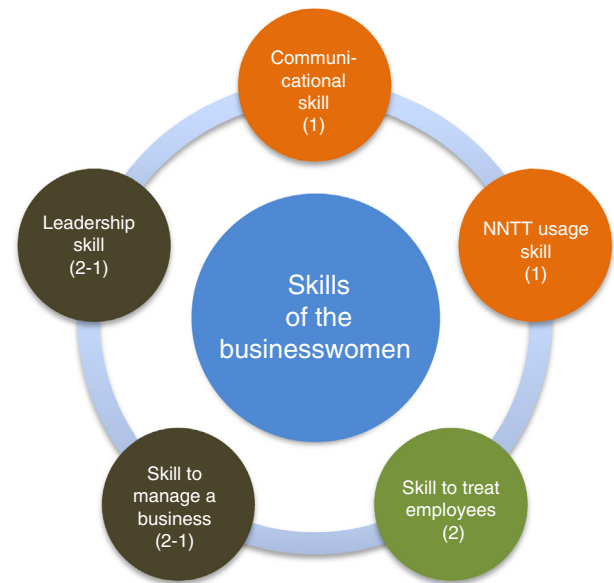 Communi-
cational
skill
(1)
NNTT usage
skill
(1)
Skill to treat
employees
(2)
Skill to
manage a
business
(2-1)
Leadership
skill
(2-1)
Skills
of the
businesswomen